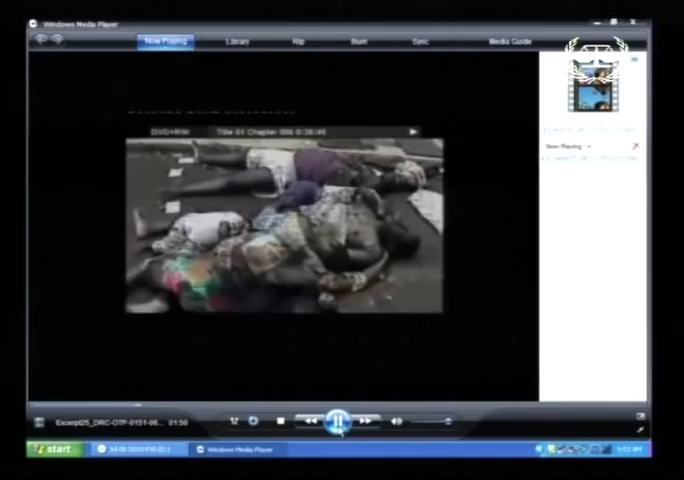 Windows Media Player
Now Playing Library Rip Burn Sync Media Guide
DVD+RW Title 01 Chapter 006 0:36:45
Now Playing
Excerpt25_DRC-OTP-0151-06... 01:50
start
Windows Media Player